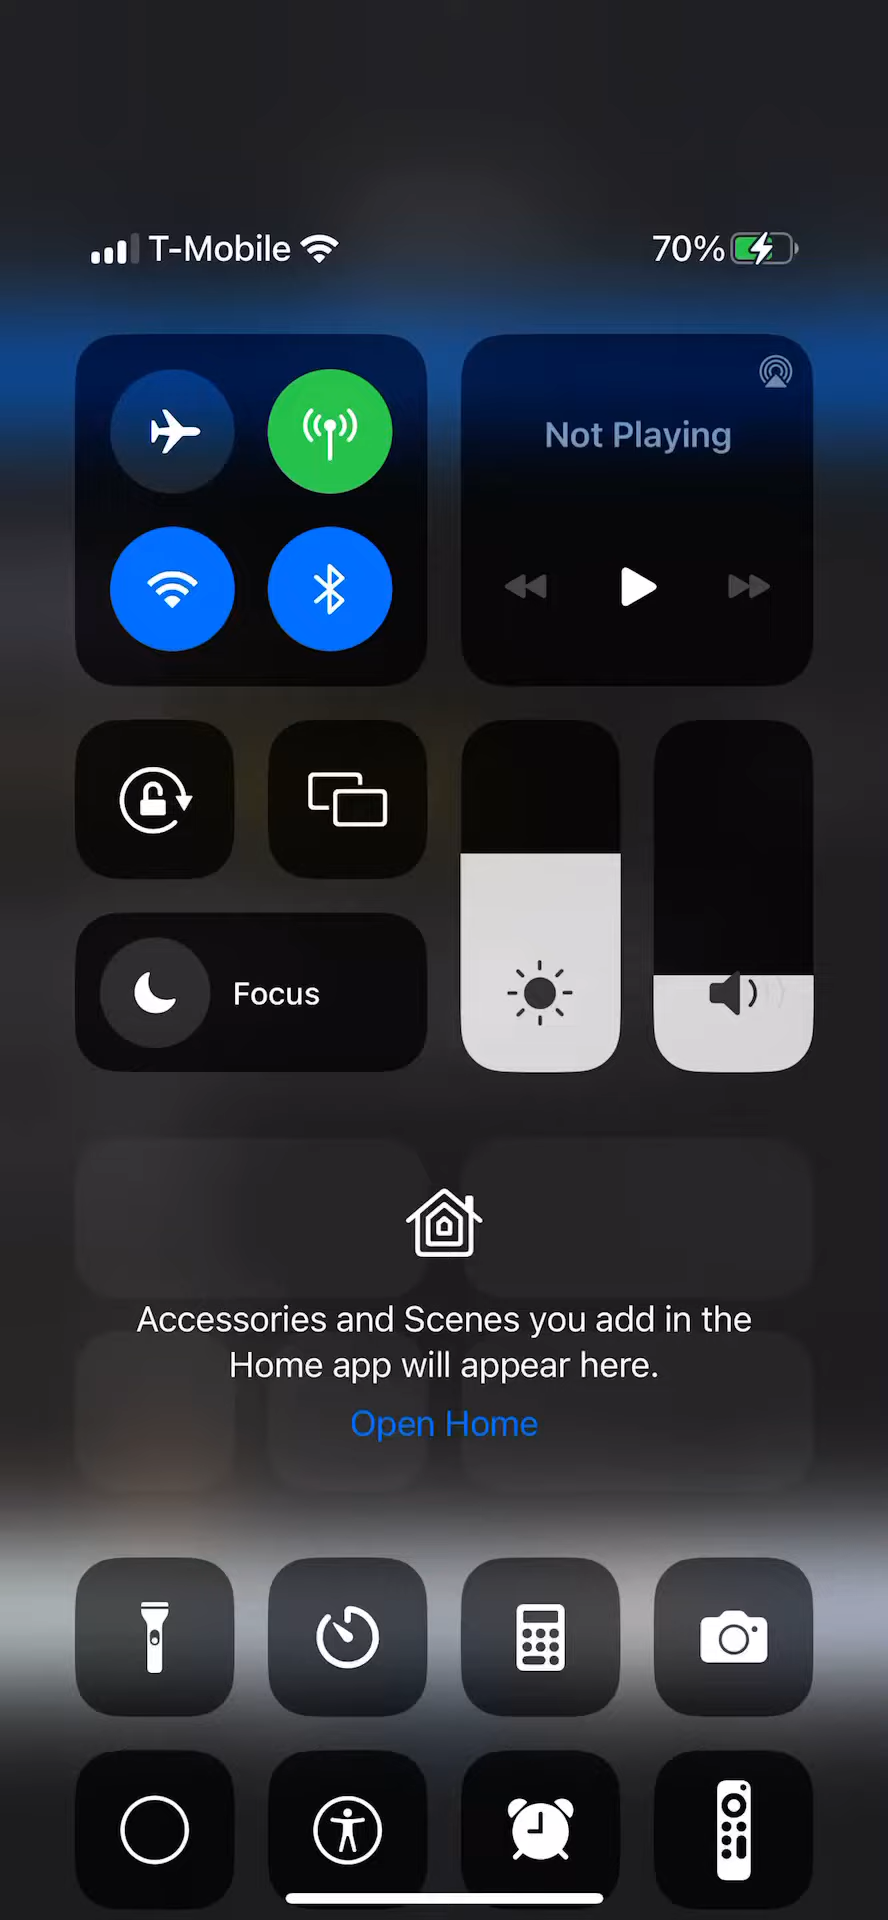 T-Mobile
70%
Not Playing
Focus
Accessories and Scenes you add in the
Home app will appear here.
Open Home